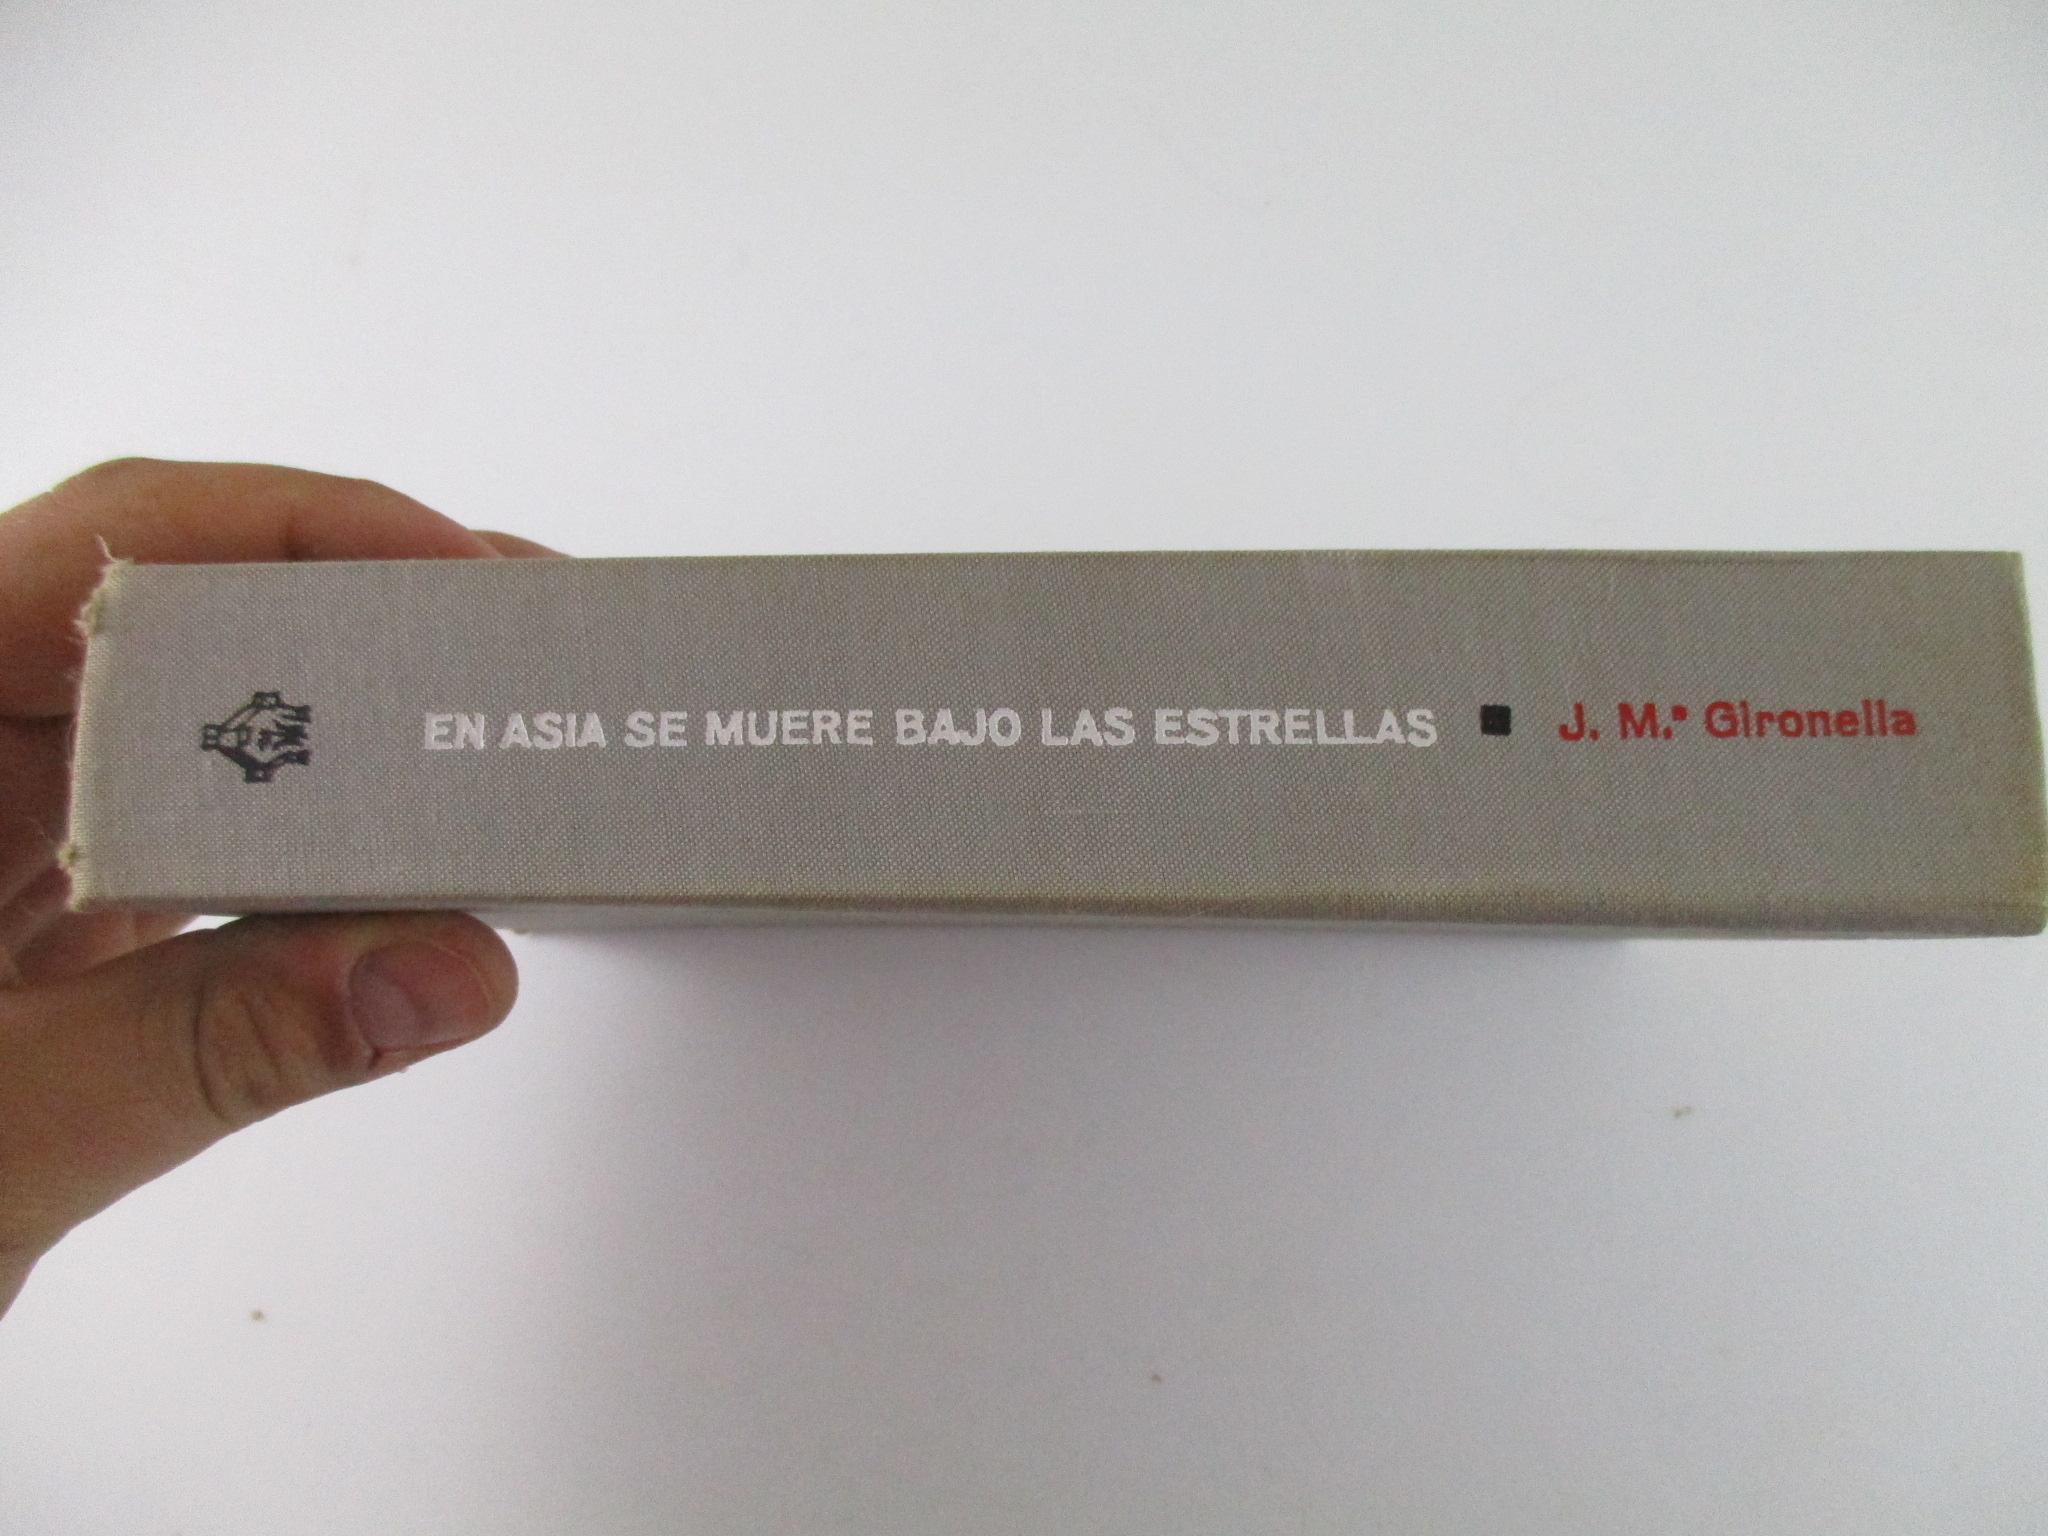 EN ASIA SE MUERE BAJO LAS ESTRELLAS ■ J. M.ª Gironella